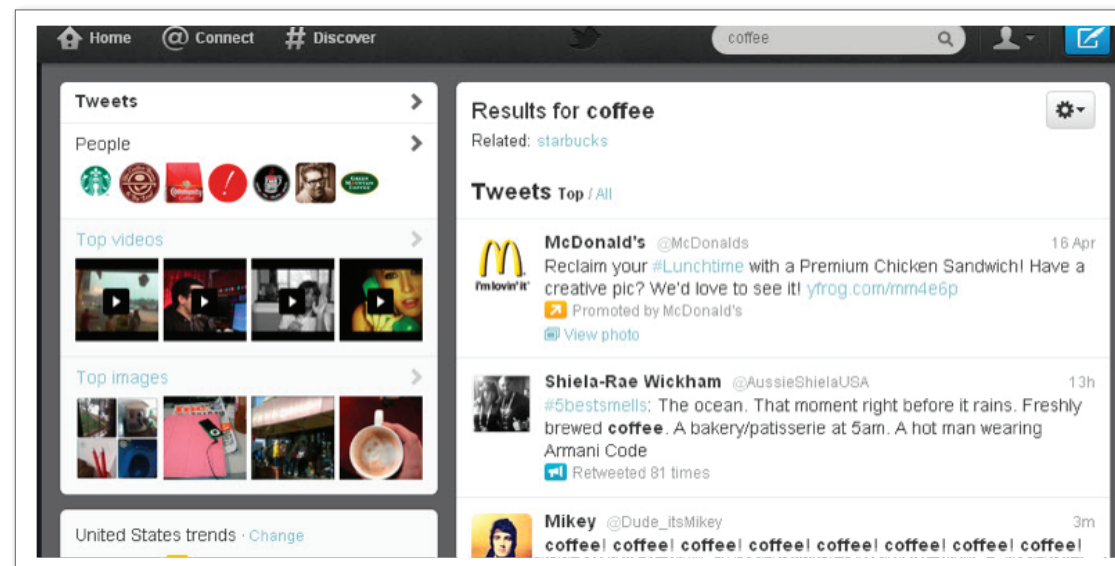 Home @ Connect # Discover
coffee
Tweets
People
Top videos
Top images
United States trends · Change
Results for coffee
Related: starbucks
Tweets Top / All
McDonald's @McDonalds 16 Apr
i'm lovin' it
Reclaim your #Lunchtime with a Premium Chicken Sandwich! Have a
creative pic? We'd love to see it! yfrog.com/mm4e6p
Promoted by McDonald's
View photo
Shiela-Rae Wickham @AussieShielaUSA 13h
#5bestsmells: The ocean. That moment right before it rains. Freshly
brewed coffee. A bakery/patisserie at 5am. A hot man wearing
Armani Code
Retweeted 81 times
Mikey @Dude_itsMikey 3m
coffee! coffee! coffee! coffee! coffee! coffee! coffee! coffee!